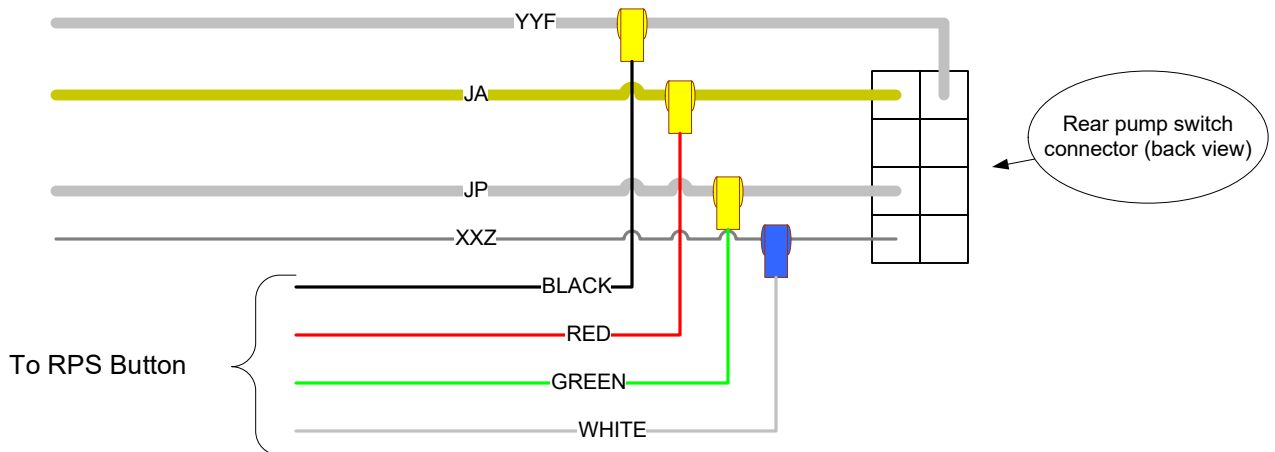 YYF
JA
Rear pump switch
connector (back view)
JP
XXZ
BLACK
RED
To RPS Button
GREEN
WHITE